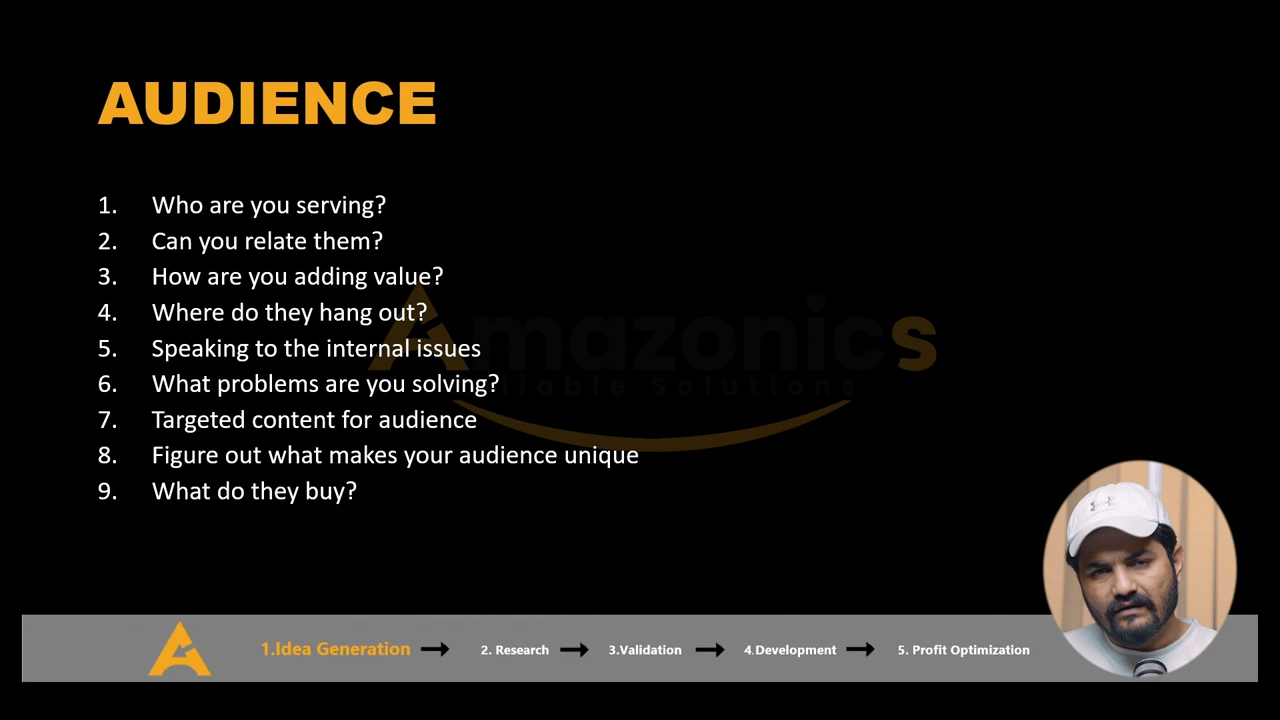 AUDIENCE
1. Who are you serving?
2. Can you relate them?
3. How are you adding value?
4. Where do they hang out?
5. Speaking to the internal issues
6. What problems are you solving?
7. Targeted content for audience
8. Figure out what makes your audience unique
9. What do they buy?
Amazonics
liable Solutions
1.Idea Generation 2. Research 3.Validation 4.Development 5. Profit Optimization